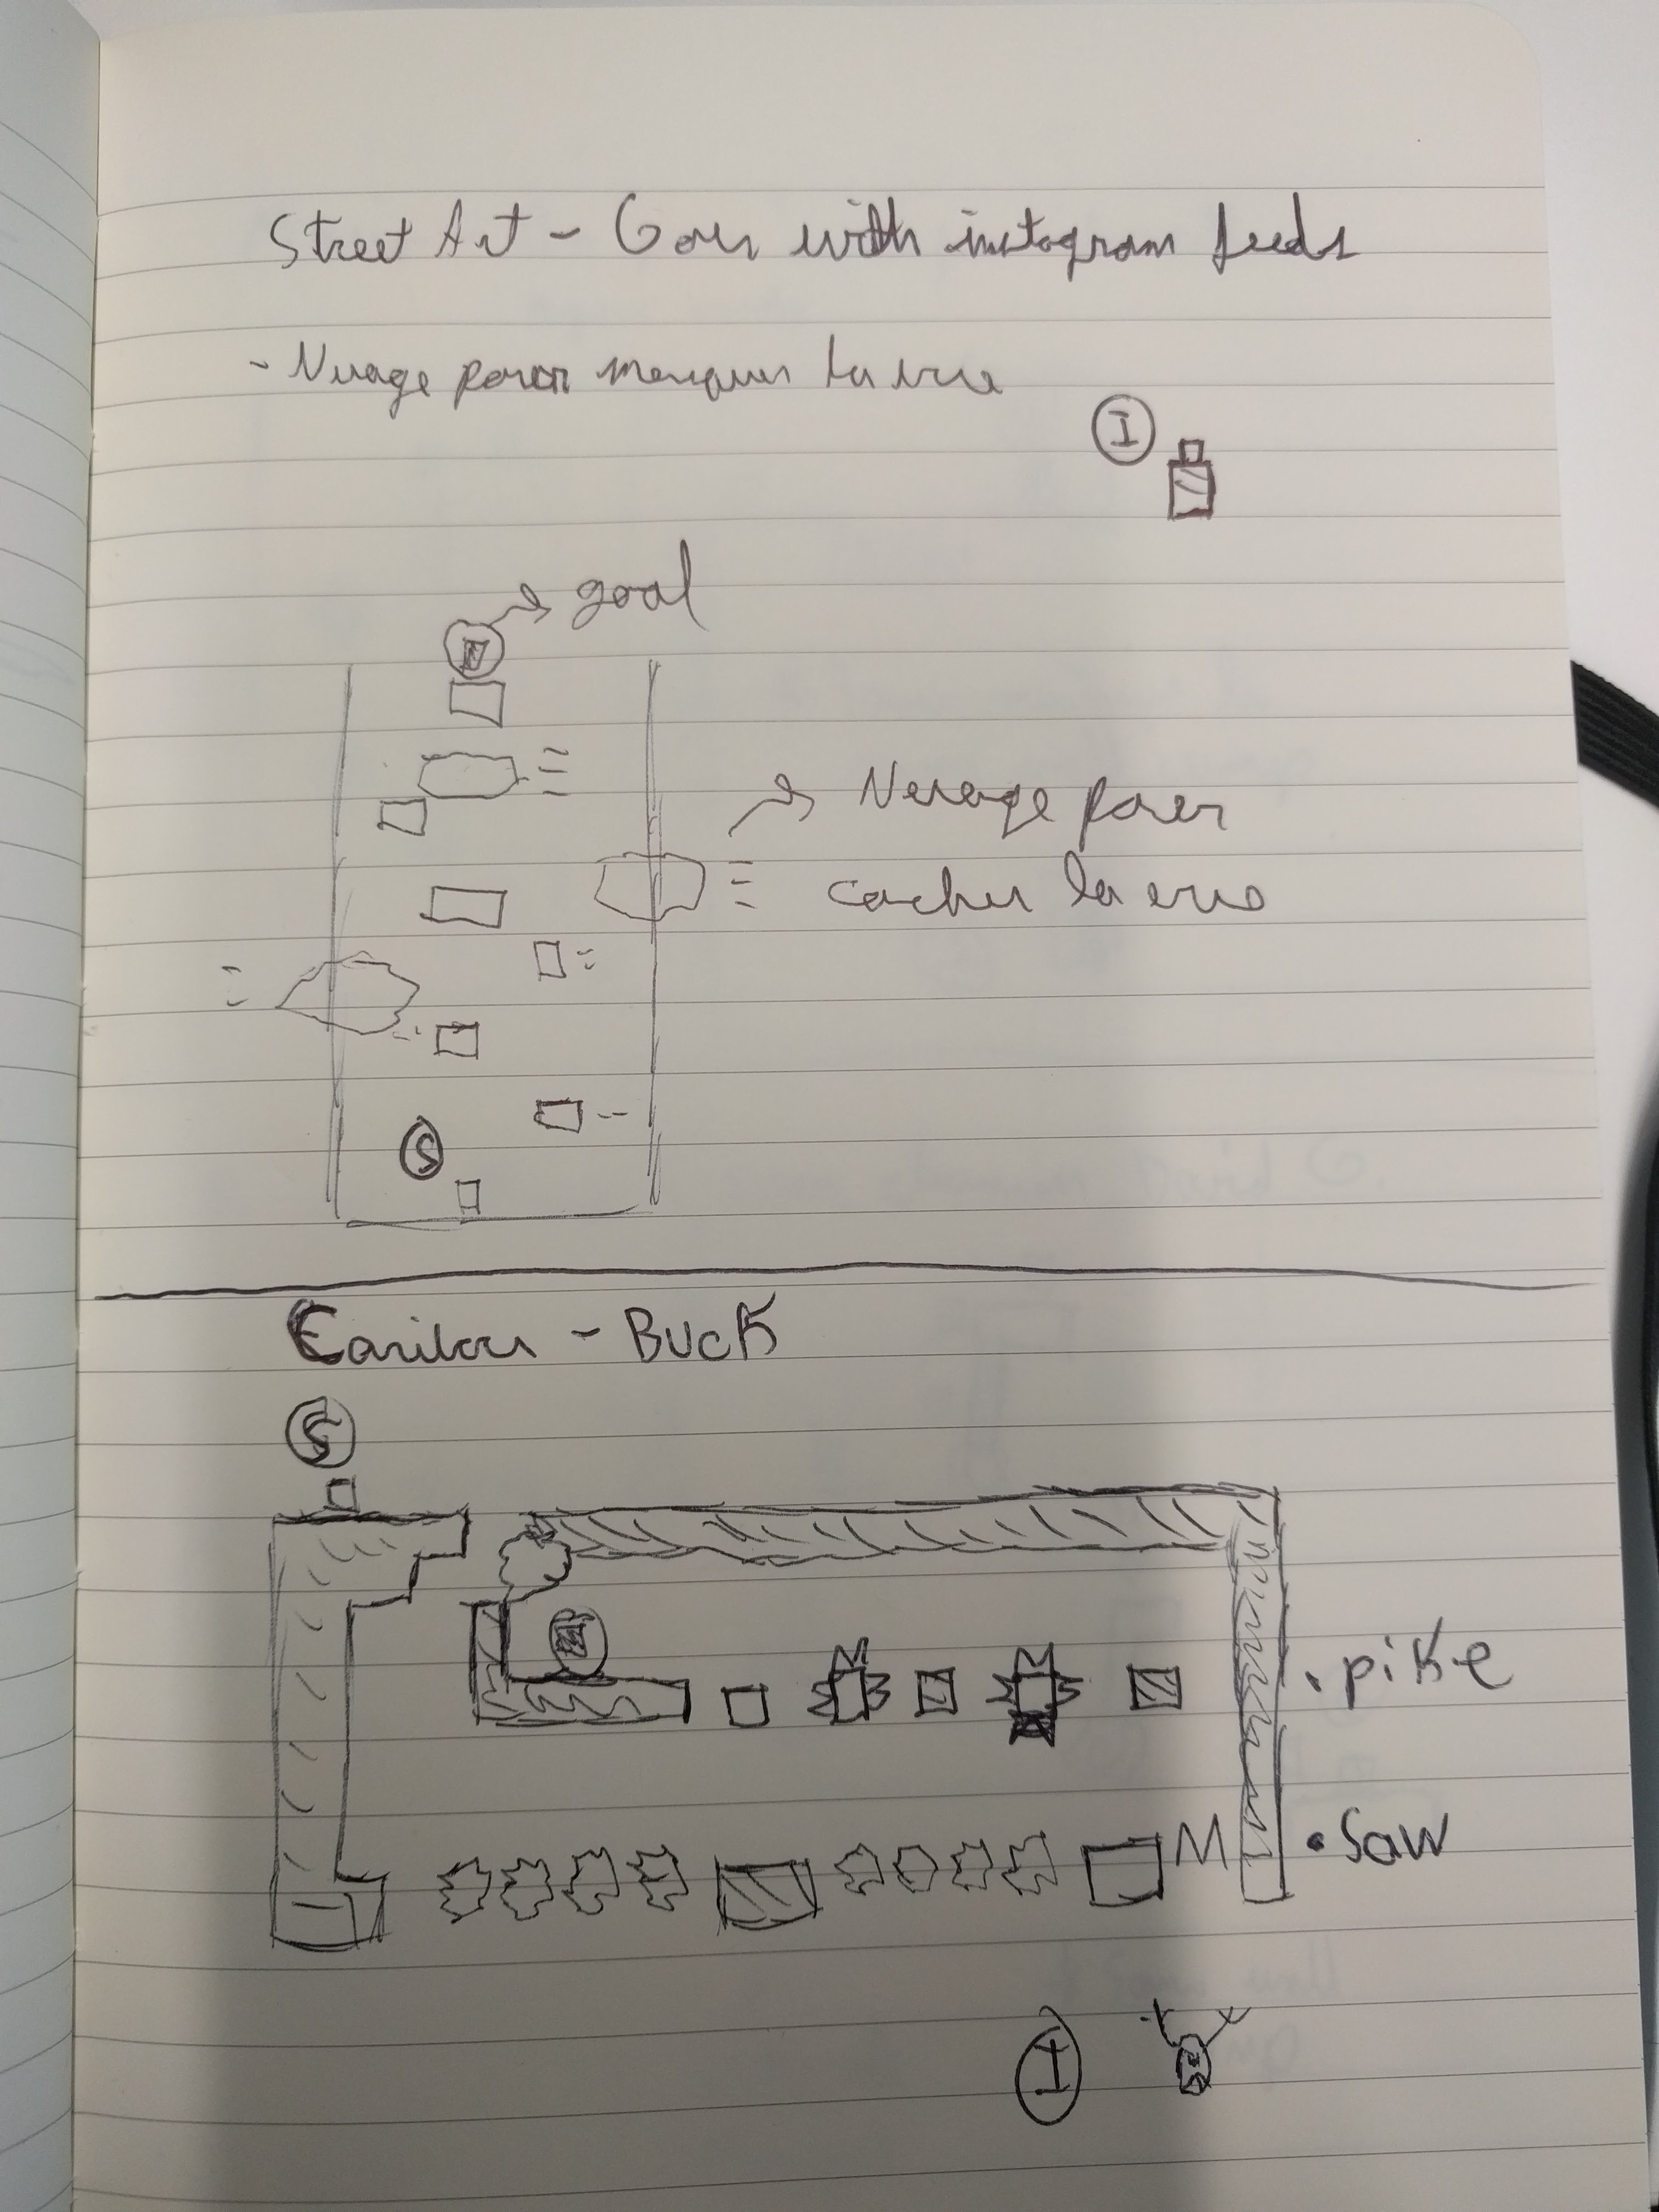 Street Art - Goes with instagram feeds
- Nuage pour masquer la vue
I
goal
Nuage pour
cacher la vue
S
Caribou - Buck
S
• pike
• Saw
M
I